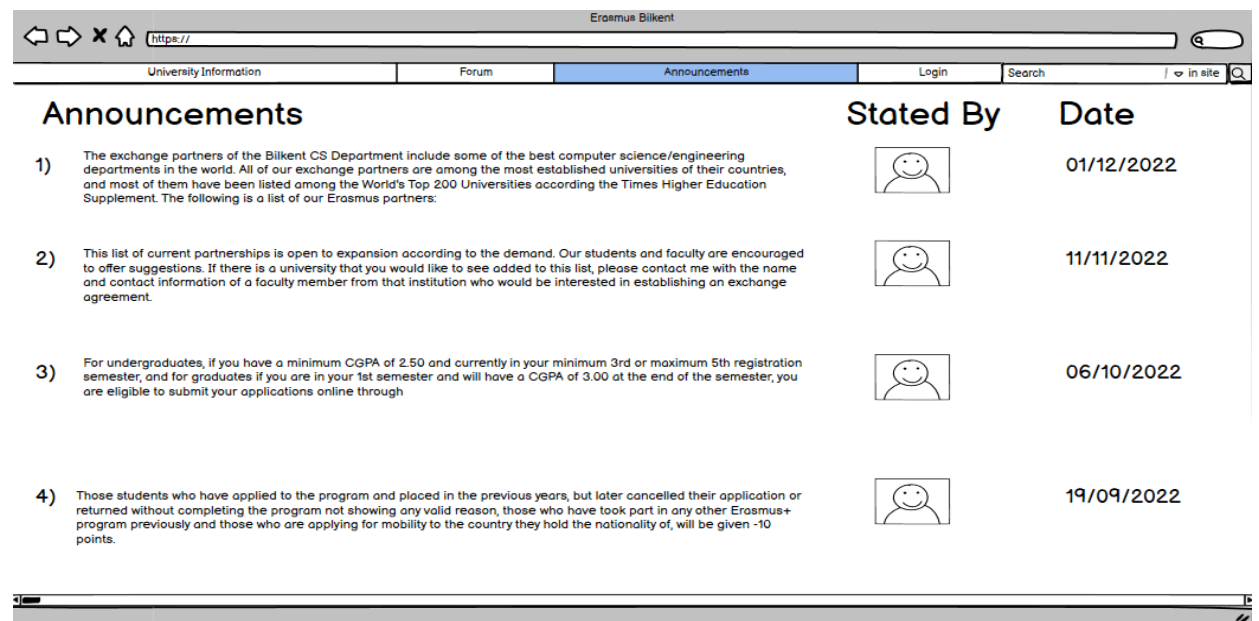 Erasmus Bilkent
https://
University Information Forum Announcements Login Search in site
Announcements Stated By Date
1) The exchange partners of the Bilkent CS Department include some of the best computer science/engineering 01/12/2022
departments in the world. All of our exchange partners are among the most established universities of their countries,
and most of them have been listed among the World's Top 200 Universities according the Times Higher Education
Supplement. The following is a list of our Erasmus partners:
2) This list of current partnerships is open to expansion according to the demand. Our students and faculty are encouraged 11/11/2022
to offer suggestions. If there is a university that you would like to see added to this list, please contact me with the name
and contact information of a faculty member from that institution who would be interested in establishing an exchange
agreement.
3) For undergraduates, if you have a minimum CGPA of 2.50 and currently in your minimum 3rd or maximum 5th registration 06/10/2022
semester, and for graduates if you are in your 1st semester and will have a CGPA of 3.00 at the end of the semester, you
are eligible to submit your applications online through
4) Those students who have applied to the program and placed in the previous years, but later cancelled their application or 19/09/2022
returned without completing the program not showing any valid reason, those who have took part in any other Erasmus+
program previously and those who are applying for mobility to the country they hold the nationality of, will be given -10
points.